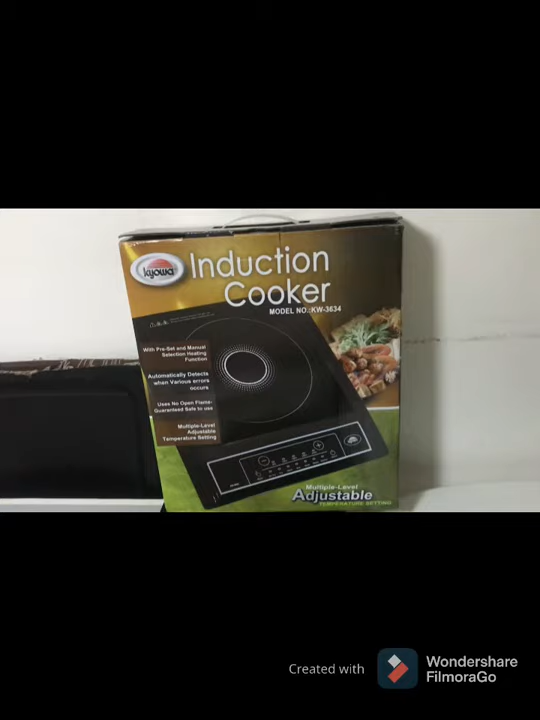 kyowa
Induction
Cooker
MODEL NO.:KW-3634
With Pre-Set and Manual
Selection Heating
Function
Automatically Detects
when Various errors
occurs
Uses No Open Flame-
Guaranteed Safe to use
Multiple-Level
Adjustable
Temperature Setting
Multiple-Level
Adjustable
TEMPERATURE SETTING
Created with
Wondershare
FilmoraGo